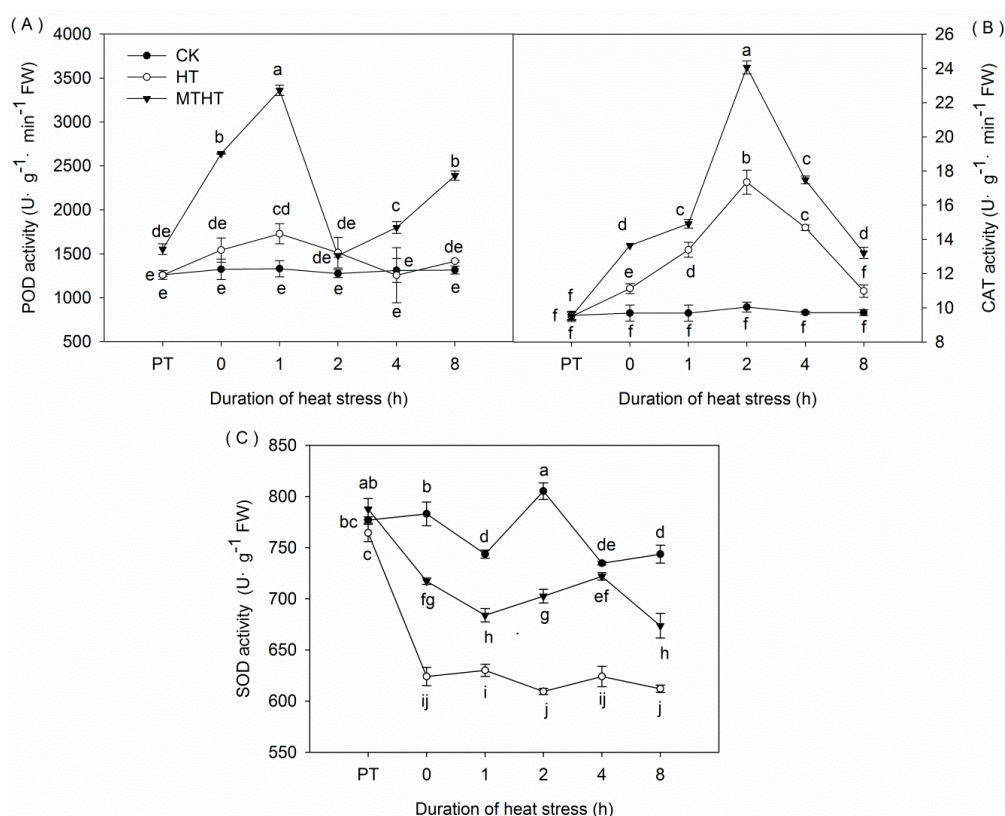 ( A )
4000
3500
3000
2500
2000
1500
1000
500
POD activity (U· g⁻¹· min⁻¹ FW)
CK
HT
MTHT
de
e
e
b
de
e
a
cd
e
de
de
e
c
e
e
b
de
e
PT
0
1
2
4
8
Duration of heat stress (h)
( B )
26
24
22
20
18
16
14
12
10
8
CAT activity (U· g⁻¹· min⁻¹ FW)
f
f
f
d
e
f
c
d
f
a
b
f
c
c
f
d
f
f
PT
0
1
2
4
8
Duration of heat stress (h)
( C )
850
800
750
700
650
600
550
SOD activity (U· g⁻¹ FW)
ab
bc
c
b
fg
ij
d
h
i
a
g
j
de
ef
ij
d
h
j
PT
0
1
2
4
8
Duration of heat stress (h)